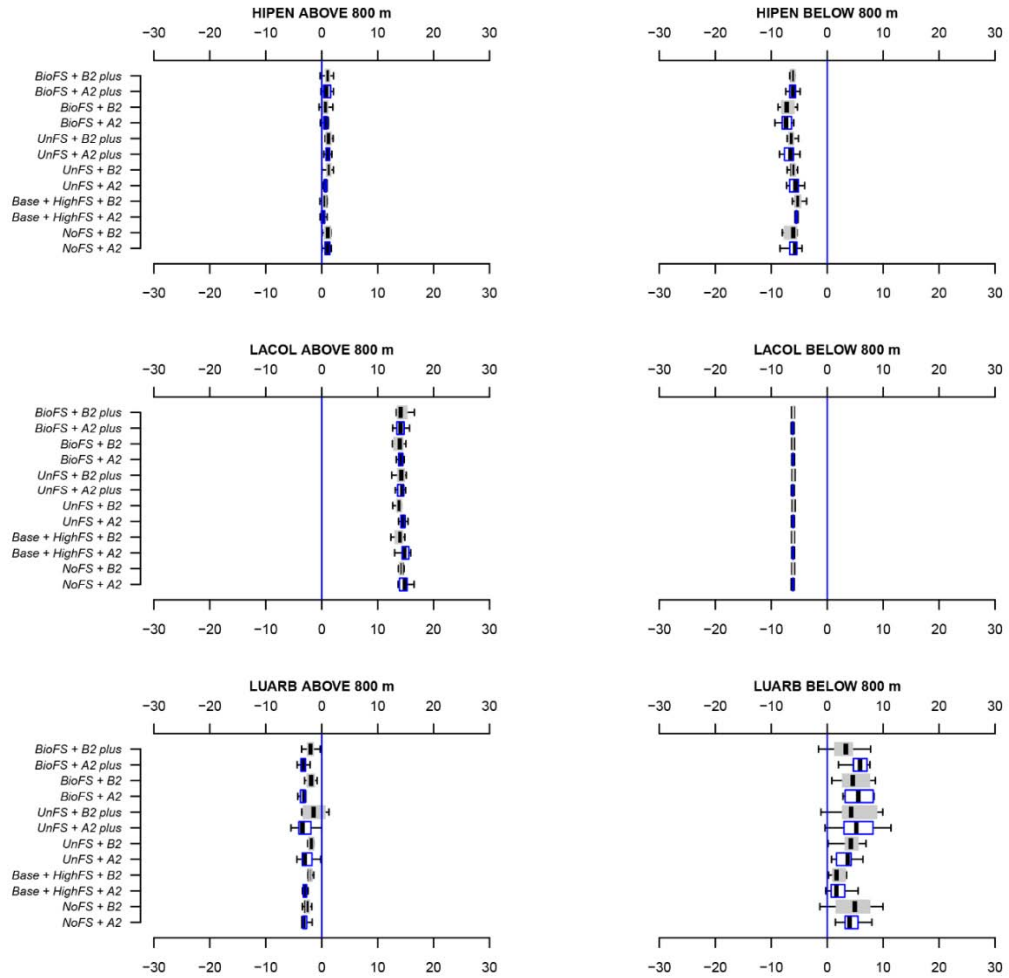 HIPEN ABOVE 800 m
−30 −20 −10 0 10 20 30
BioFS + B2 plus
BioFS + A2 plus
BioFS + B2
BioFS + A2
UnFS + B2 plus
UnFS + A2 plus
UnFS + B2
UnFS + A2
Base + HighFS + B2
Base + HighFS + A2
NoFS + B2
NoFS + A2
−30 −20 −10 0 10 20 30
HIPEN BELOW 800 m
−30 −20 −10 0 10 20 30
−30 −20 −10 0 10 20 30
LACOL ABOVE 800 m
−30 −20 −10 0 10 20 30
BioFS + B2 plus
BioFS + A2 plus
BioFS + B2
BioFS + A2
UnFS + B2 plus
UnFS + A2 plus
UnFS + B2
UnFS + A2
Base + HighFS + B2
Base + HighFS + A2
NoFS + B2
NoFS + A2
−30 −20 −10 0 10 20 30
LACOL BELOW 800 m
−30 −20 −10 0 10 20 30
−30 −20 −10 0 10 20 30
LUARB ABOVE 800 m
−30 −20 −10 0 10 20 30
BioFS + B2 plus
BioFS + A2 plus
BioFS + B2
BioFS + A2
UnFS + B2 plus
UnFS + A2 plus
UnFS + B2
UnFS + A2
Base + HighFS + B2
Base + HighFS + A2
NoFS + B2
NoFS + A2
−30 −20 −10 0 10 20 30
LUARB BELOW 800 m
−30 −20 −10 0 10 20 30
−30 −20 −10 0 10 20 30